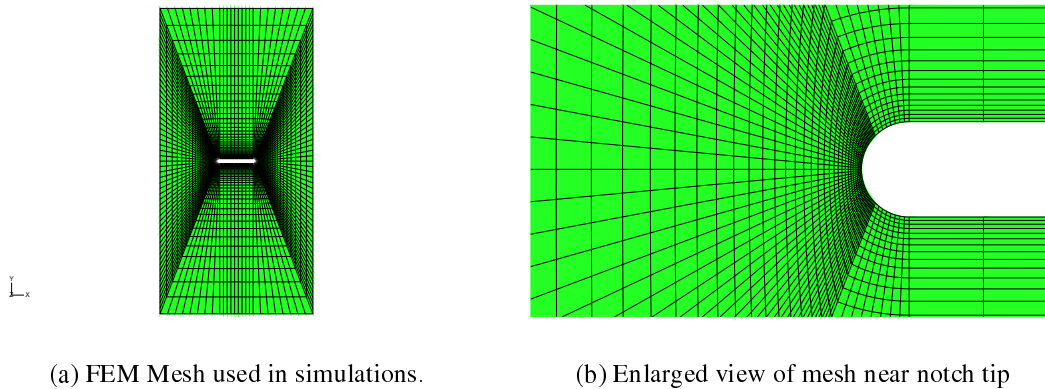 Y
Z X
(a) FEM Mesh used in simulations.
(b) Enlarged view of mesh near notch tip